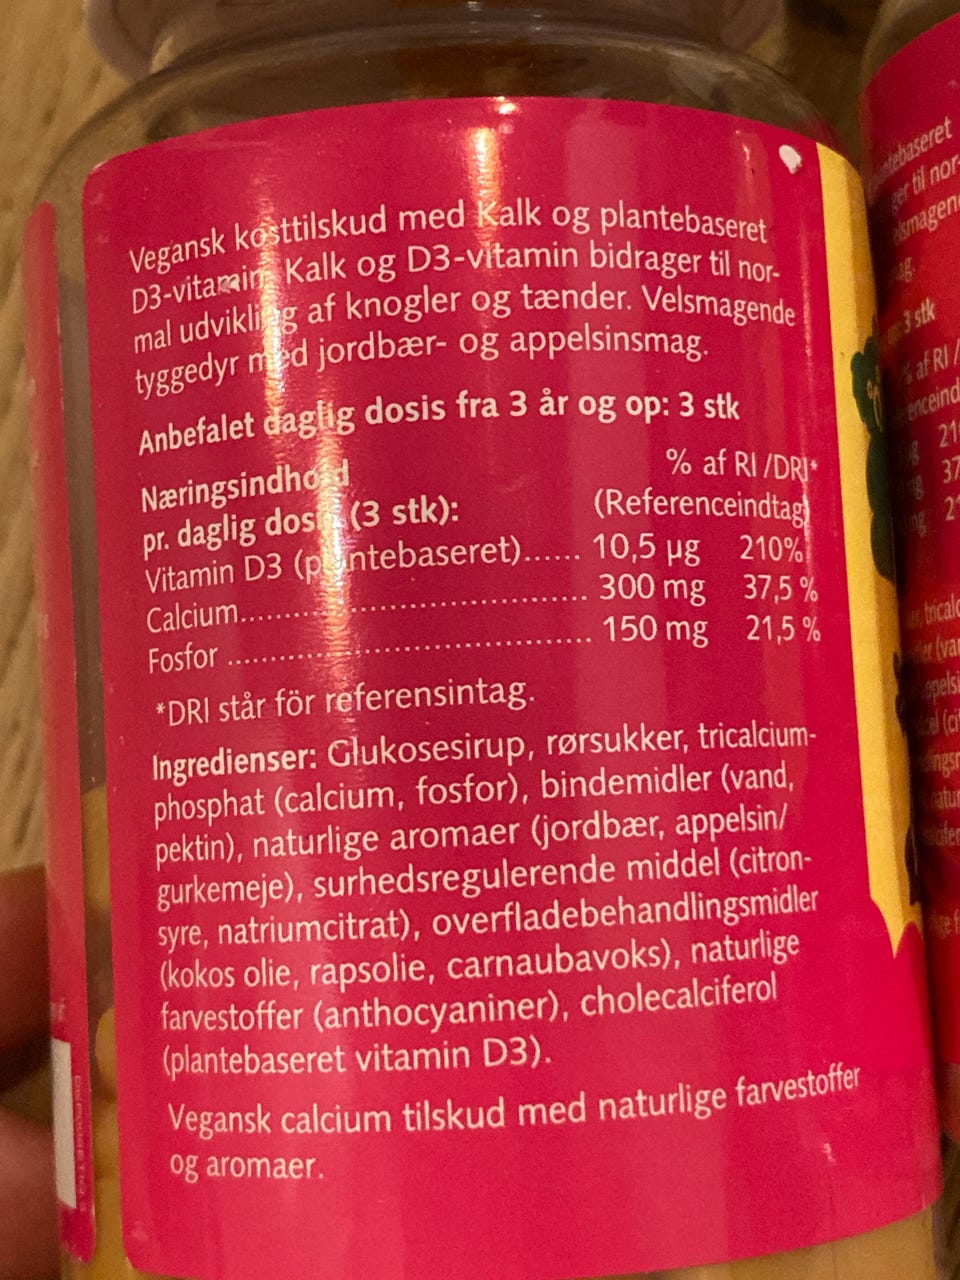 Vegansk kosttilskud med Kalk og plantebaseret
D3-vitamin. Kalk og D3-vitamin bidrager til nor-
mal udvikling af knogler og tænder. Velsmagende
tyggedyr med jordbær- og appelsinsmag.
Anbefalet daglig dosis fra 3 år og op: 3 stk
% af RI /DRI*
Næringsindhold
(Referenceindtag)
pr. daglig dosis (3 stk):
Vitamin D3 (plantebaseret)...... 10,5 µg 210%
Calcium........................................ 300 mg 37,5 %
Fosfor .......................................... 150 mg 21,5 %
*DRI står för referensintag.
Ingredienser: Glukosesirup, rørsukker, tricalcium-
phosphat (calcium, fosfor), bindemidler (vand,
pektin), naturlige aromaer (jordbær, appelsin/
gurkemeje), surhedsregulerende middel (citron-
syre, natriumcitrat), overfladebehandlingsmidler
(kokos olie, rapsolie, carnaubavoks), naturlige
farvestoffer (anthocyaniner), cholecalciferol
(plantebaseret vitamin D3).
Vegansk calcium tilskud med naturlige farvestoffer
og aromaer.
3 stk
% af RI /